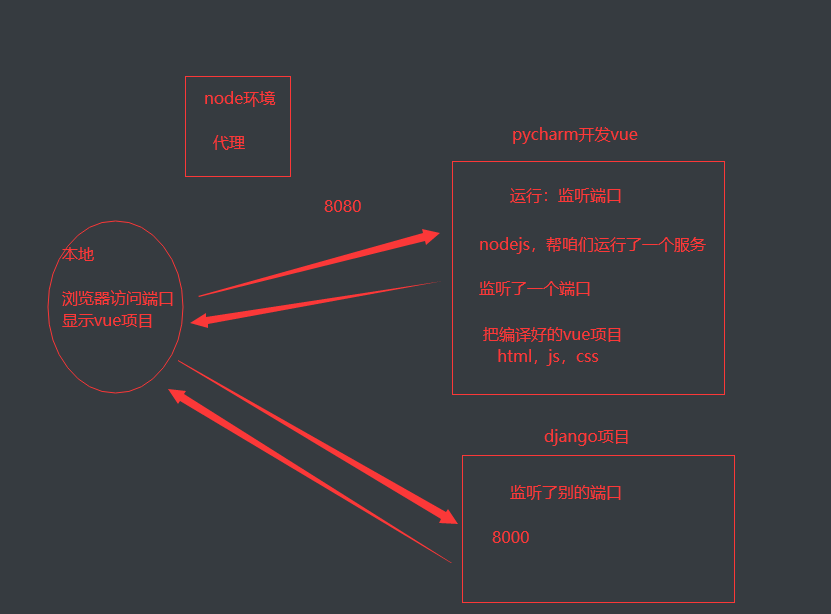 node环境
代理
pycharm开发vue
运行：监听端口
8080
nodejs，帮咱们运行了一个服务
本地
监听了一个端口
浏览器访问端口
显示vue项目
把编译好的vue项目
html，js，css
django项目
监听了别的端口
8000